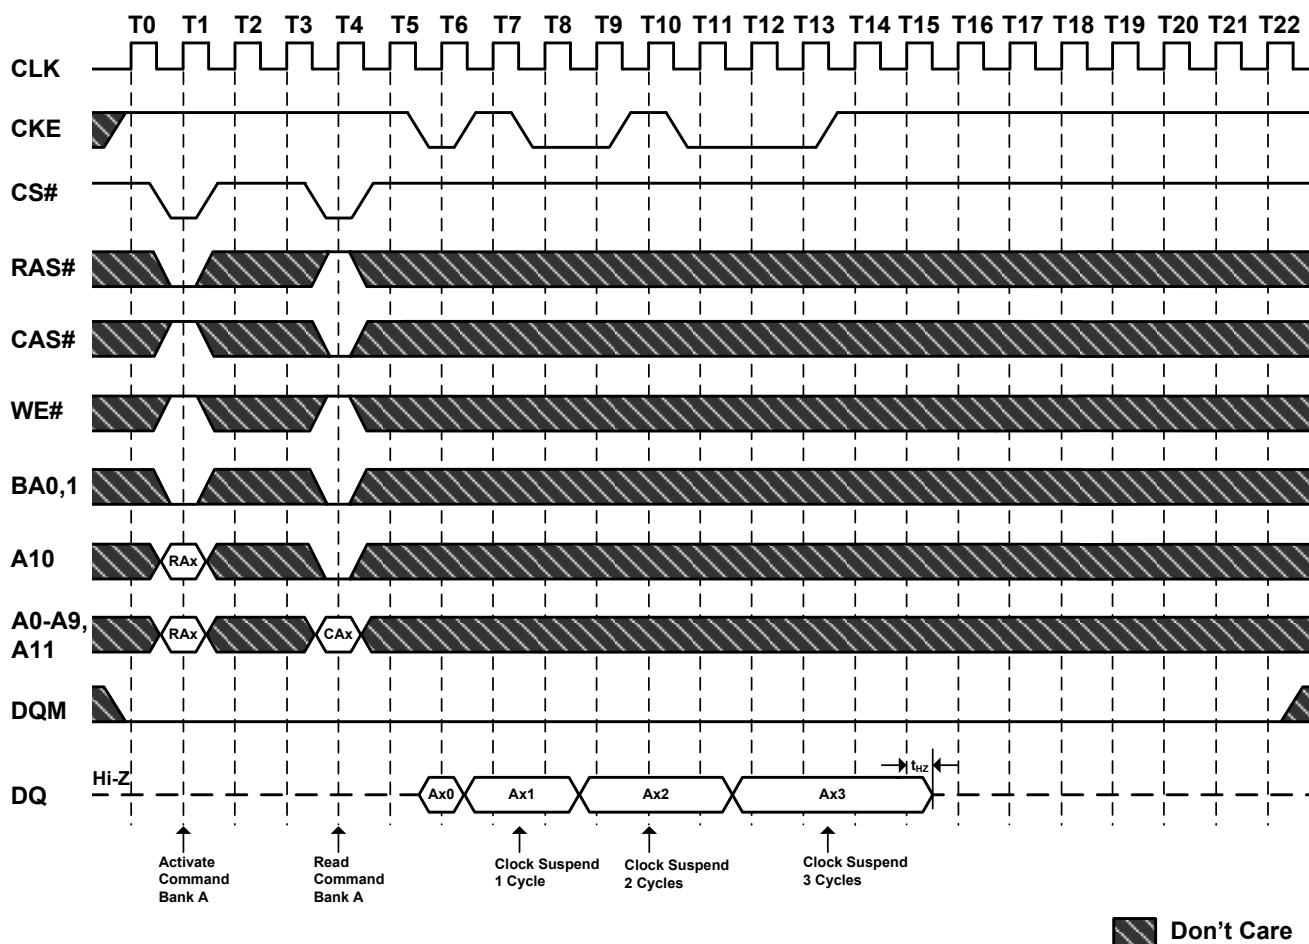 T0 T1 T2 T3 T4 T5 T6 T7 T8 T9 T10 T11 T12 T13 T14 T15 T16 T17 T18 T19 T20 T21 T22
CLK
CKE
CS#
RAS#
CAS#
WE#
BA0,1
A10
RAx
A0-A9,
A11
RAx
CAx
DQM
Hi-Z
DQ
Ax0
Ax1
Ax2
Ax3
tHZ
Activate
Command
Bank A
Read
Command
Bank A
Clock Suspend
1 Cycle
Clock Suspend
2 Cycles
Clock Suspend
3 Cycles
Don't Care